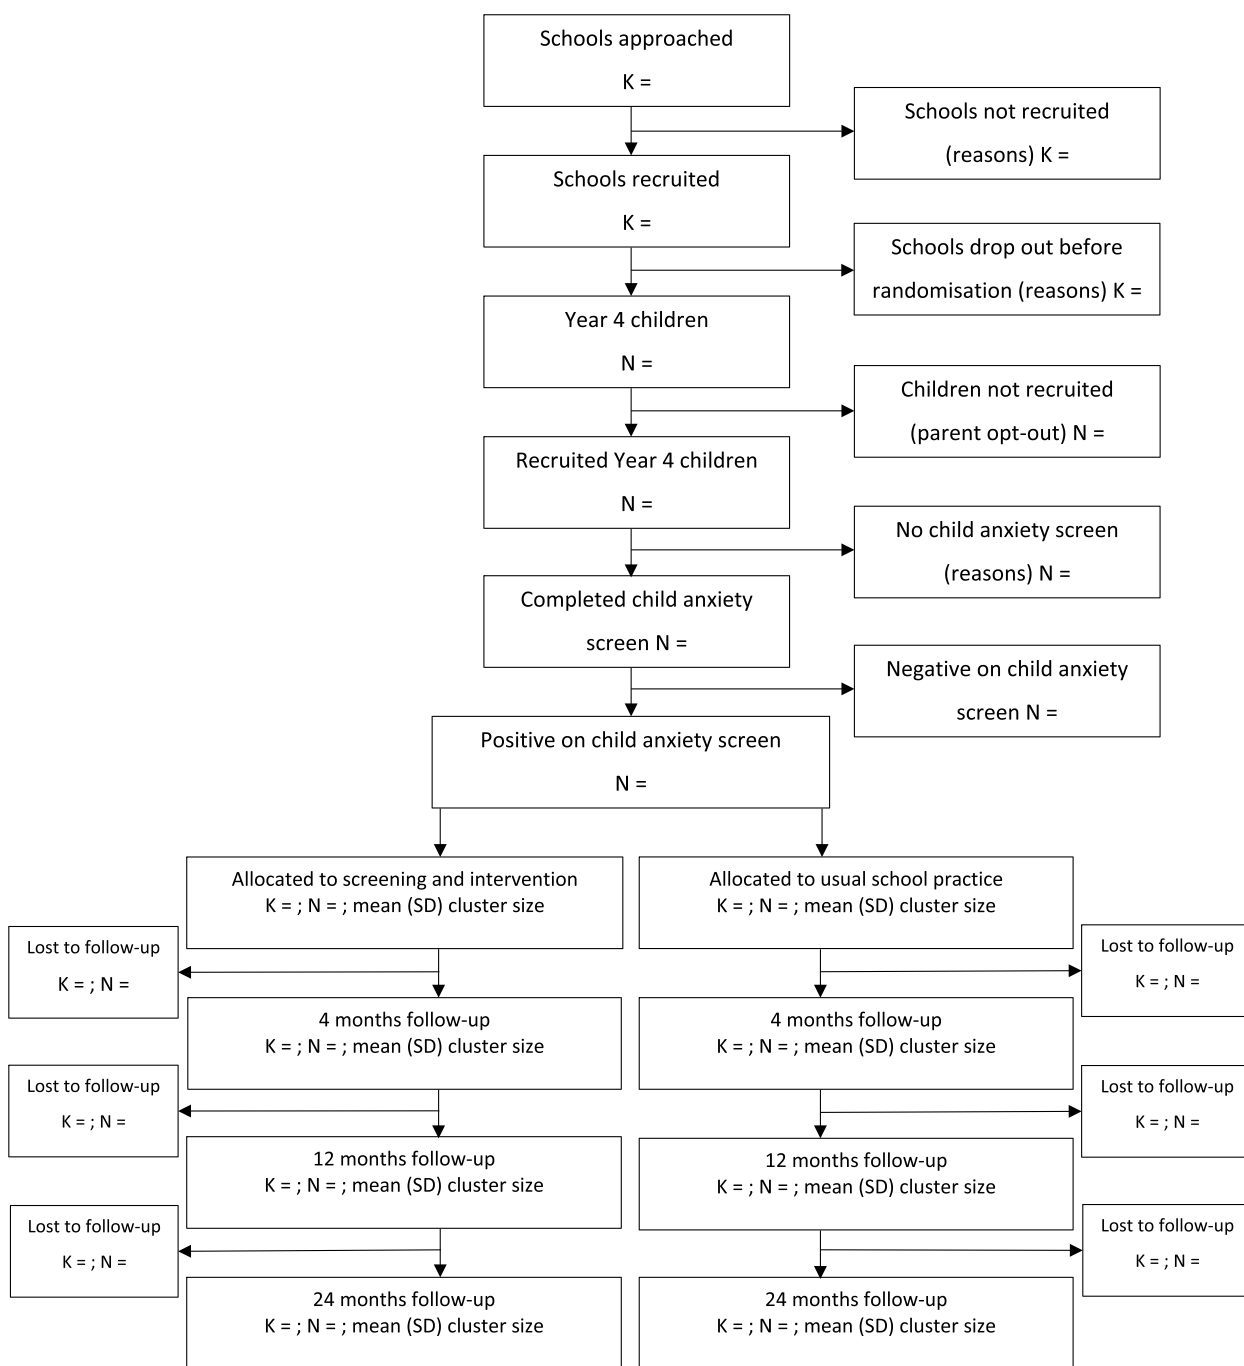 Schools approached
K =
Schools not recruited
(reasons) K =
Schools recruited
K =
Schools drop out before
randomisation (reasons) K =
Year 4 children
N =
Children not recruited
(parent opt-out) N =
Recruited Year 4 children
N =
No child anxiety screen
(reasons) N =
Completed child anxiety
screen N =
Negative on child anxiety
screen N =
Positive on child anxiety screen
N =
Allocated to screening and intervention
K = ; N = ; mean (SD) cluster size
Allocated to usual school practice
K = ; N = ; mean (SD) cluster size
Lost to follow-up
K = ; N =
Lost to follow-up
K = ; N =
4 months follow-up
K = ; N = ; mean (SD) cluster size
4 months follow-up
K = ; N = ; mean (SD) cluster size
Lost to follow-up
K = ; N =
Lost to follow-up
K = ; N =
12 months follow-up
K = ; N = ; mean (SD) cluster size
12 months follow-up
K = ; N = ; mean (SD) cluster size
Lost to follow-up
K = ; N =
Lost to follow-up
K = ; N =
24 months follow-up
K = ; N = ; mean (SD) cluster size
24 months follow-up
K = ; N = ; mean (SD) cluster size